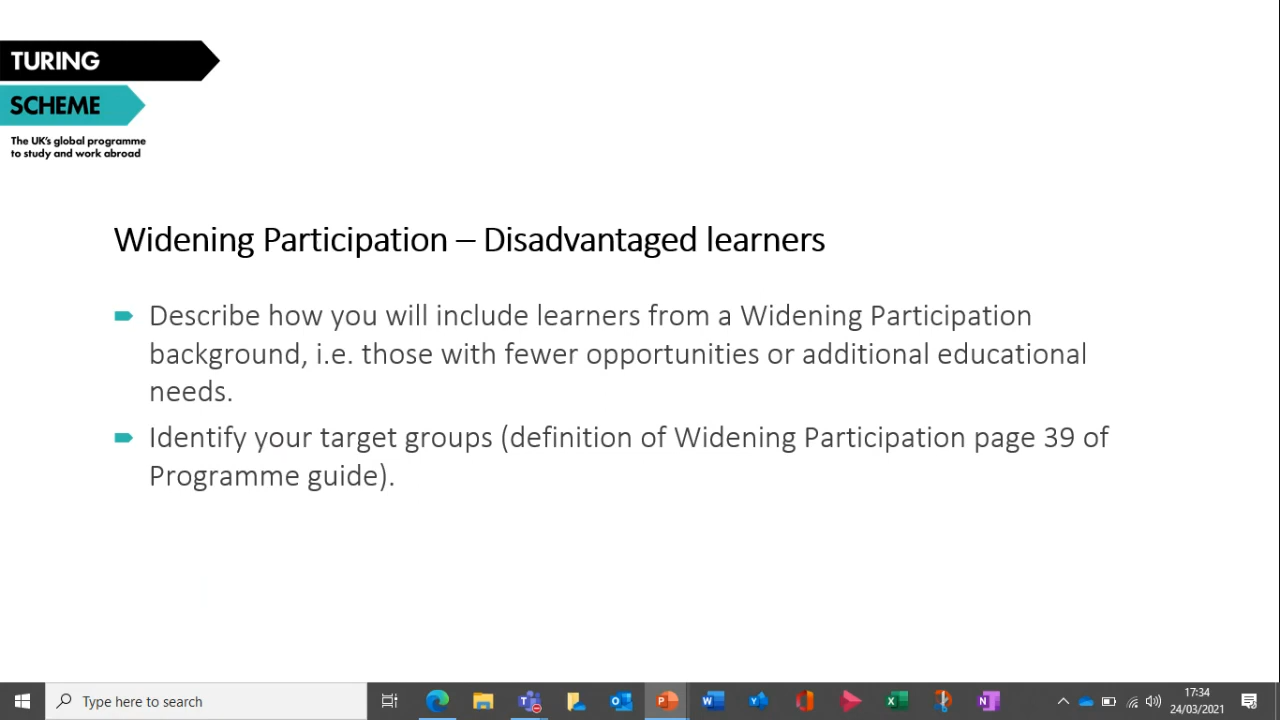 TURING
SCHEME
The UK's global programme
to study and work abroad
Widening Participation – Disadvantaged learners
Describe how you will include learners from a Widening Participation
background, i.e. those with fewer opportunities or additional educational
needs.
Identify your target groups (definition of Widening Participation page 39 of
Programme guide).
Type here to search
17:34
24/03/2021